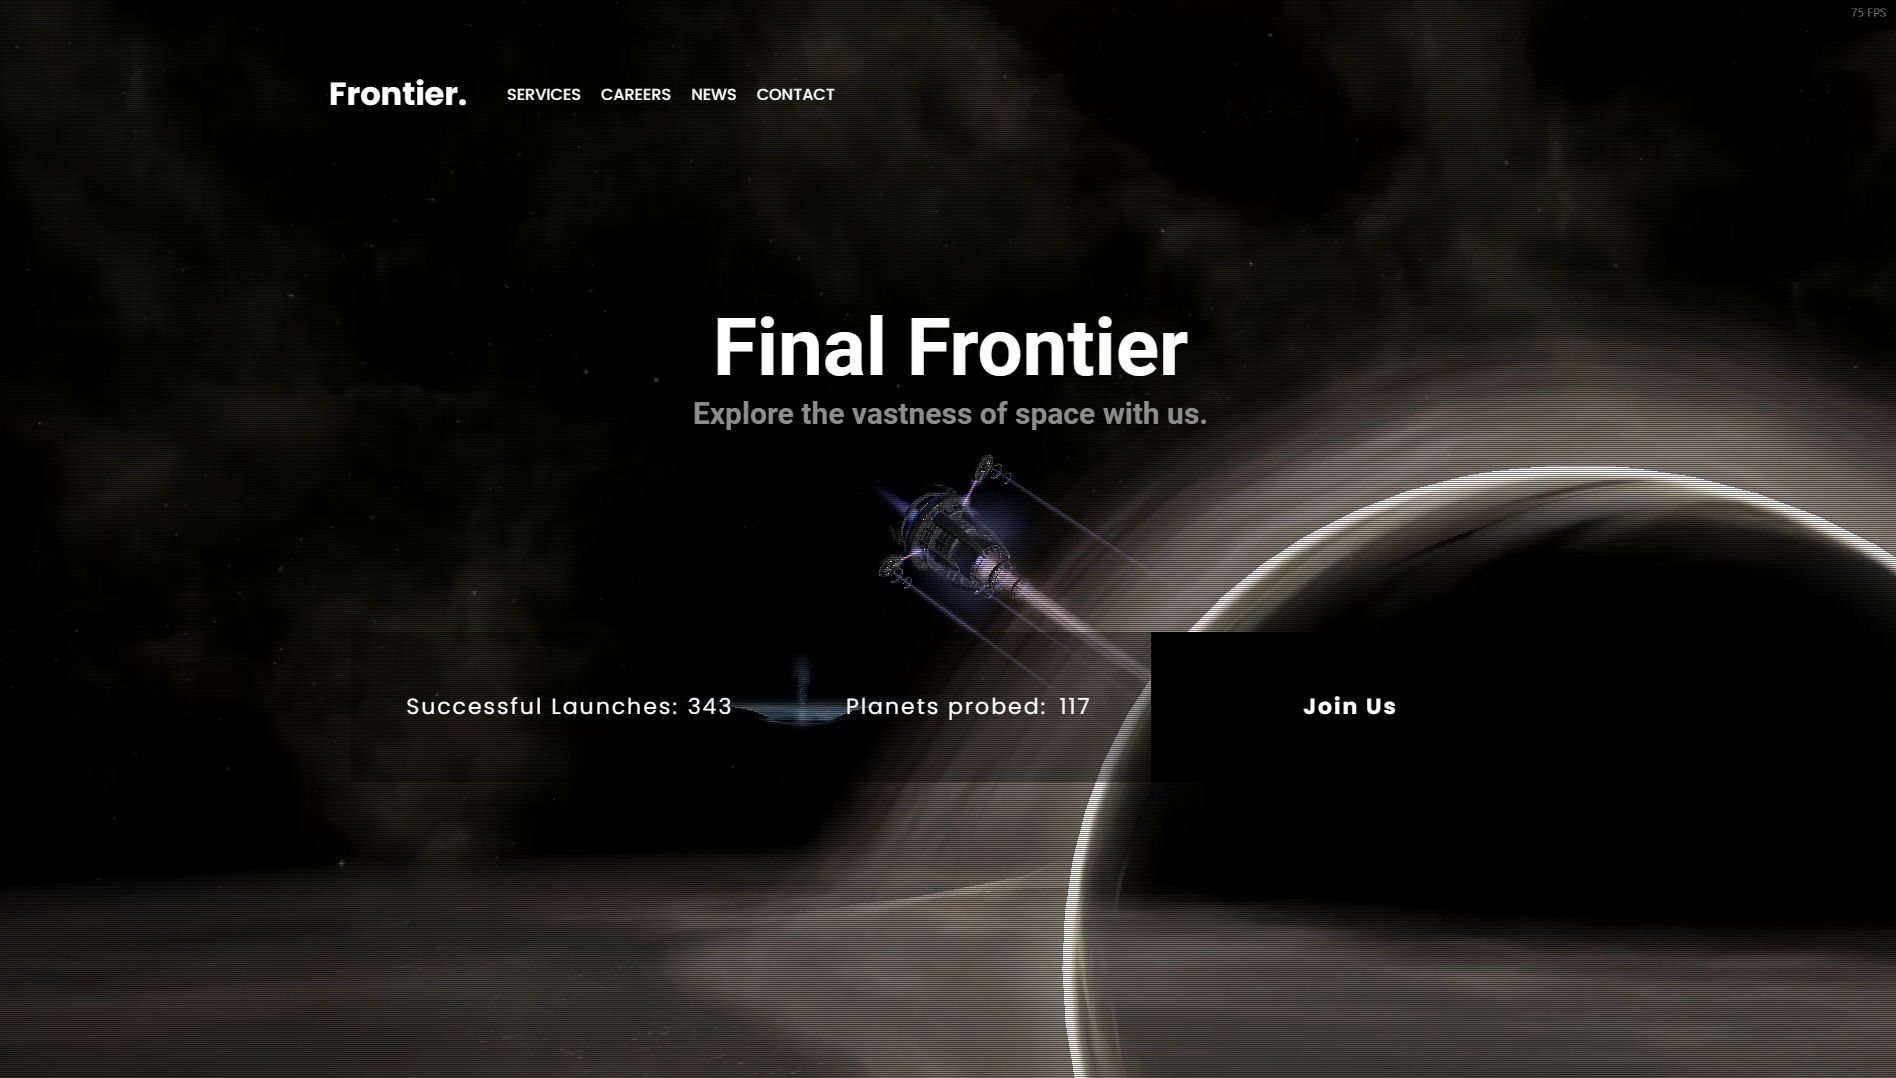 75 FPS
Frontier. SERVICES CAREERS NEWS CONTACT
Final Frontier
Explore the vastness of space with us.
Successful Launches: 343 Planets probed: 117 Join Us